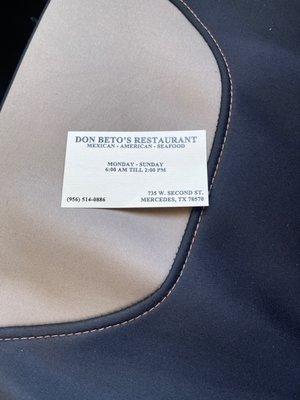 DON BETO'S RESTAURANT
MEXICAN - AMERICAN - SEAFOOD
MONDAY - SUNDAY
6:00 AM TILL 2:00 PM
735 W. SECOND ST.
(956) 514-0886 MERCEDES, TX 78570